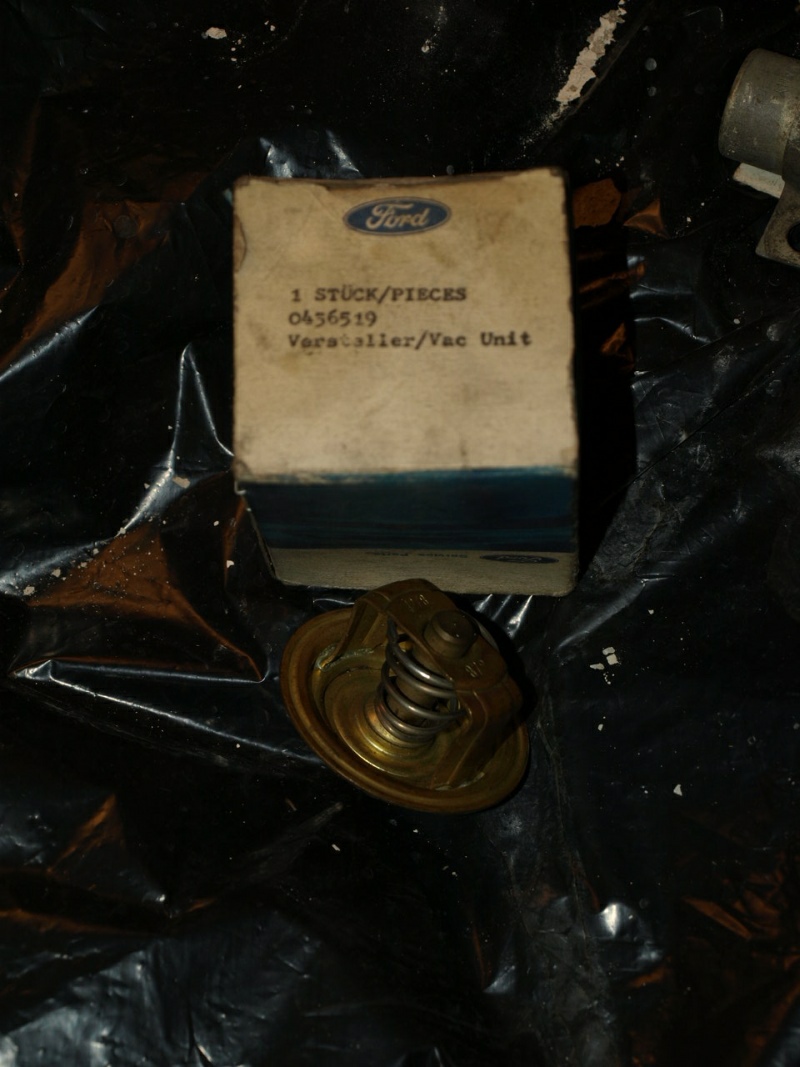 Ford
1 STÜCK/PIECES
0436519
Versteller/Vac Unit